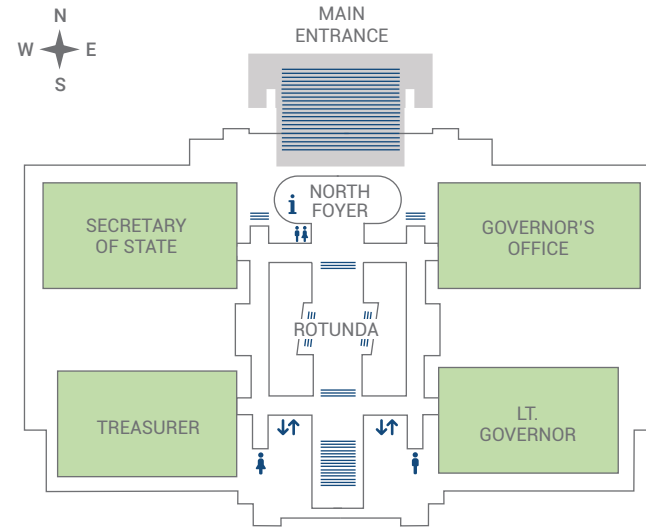 N
W E
S
MAIN
ENTRANCE
i
NORTH
FOYER
SECRETARY
OF STATE
GOVERNOR'S
OFFICE
ROTUNDA
TREASURER
LT.
GOVERNOR